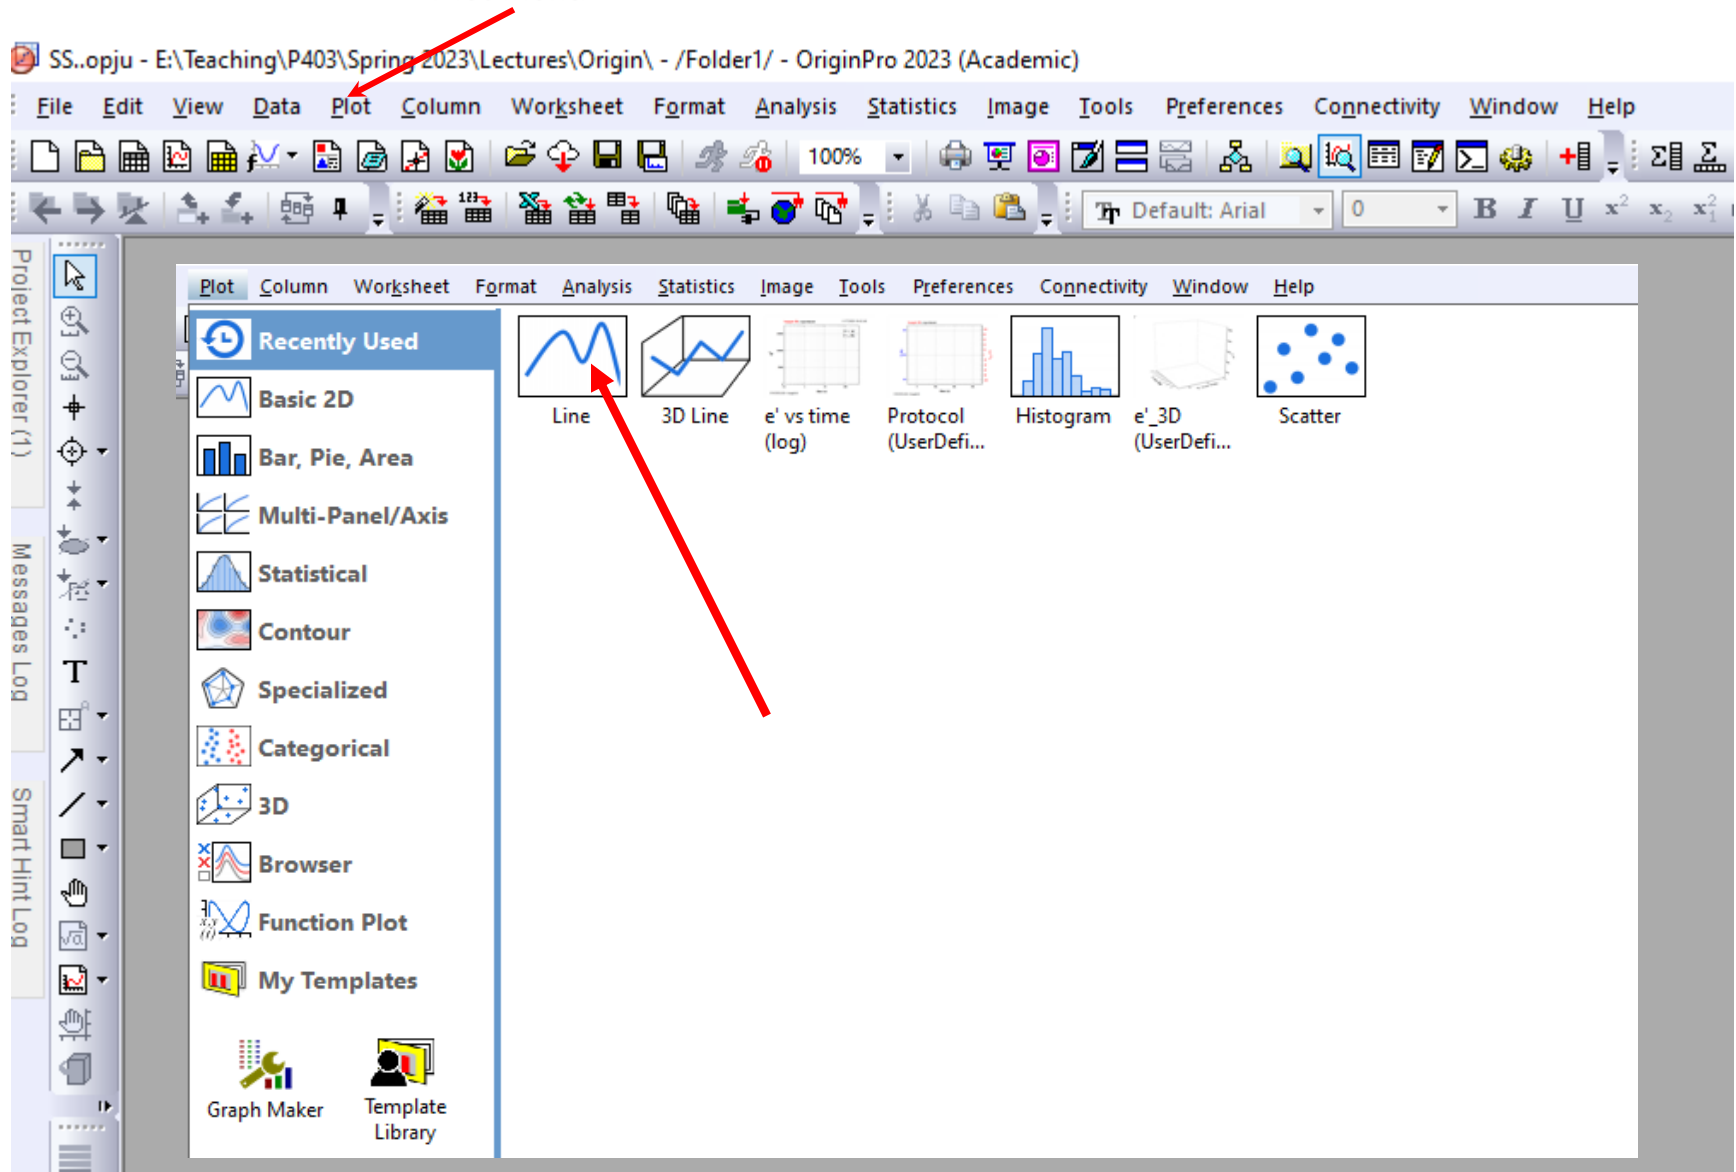 SS..opju - E:\Teaching\P403\Spring 2023\Lectures\Origin\ - /Folder1/ - OriginPro 2023 (Academic)
File Edit View Data Plot Column Worksheet Format Analysis Statistics Image Tools Preferences Connectivity Window Help
100%
Default: Arial 0 B I U x² x₂
Project Explorer (1)
Messages Log
Smart Hint Log
T
Plot Column Worksheet Format Analysis Statistics Image Tools Preferences Connectivity Window Help
Recently Used
Basic 2D
Bar, Pie, Area
Multi-Panel/Axis
Statistical
Contour
Specialized
Categorical
3D
Browser
Function Plot
My Templates
Graph Maker
Template
Library
Line
3D Line
e' vs time
(log)
Protocol
(UserDefi...
Histogram
e'_3D
(UserDefi...
Scatter